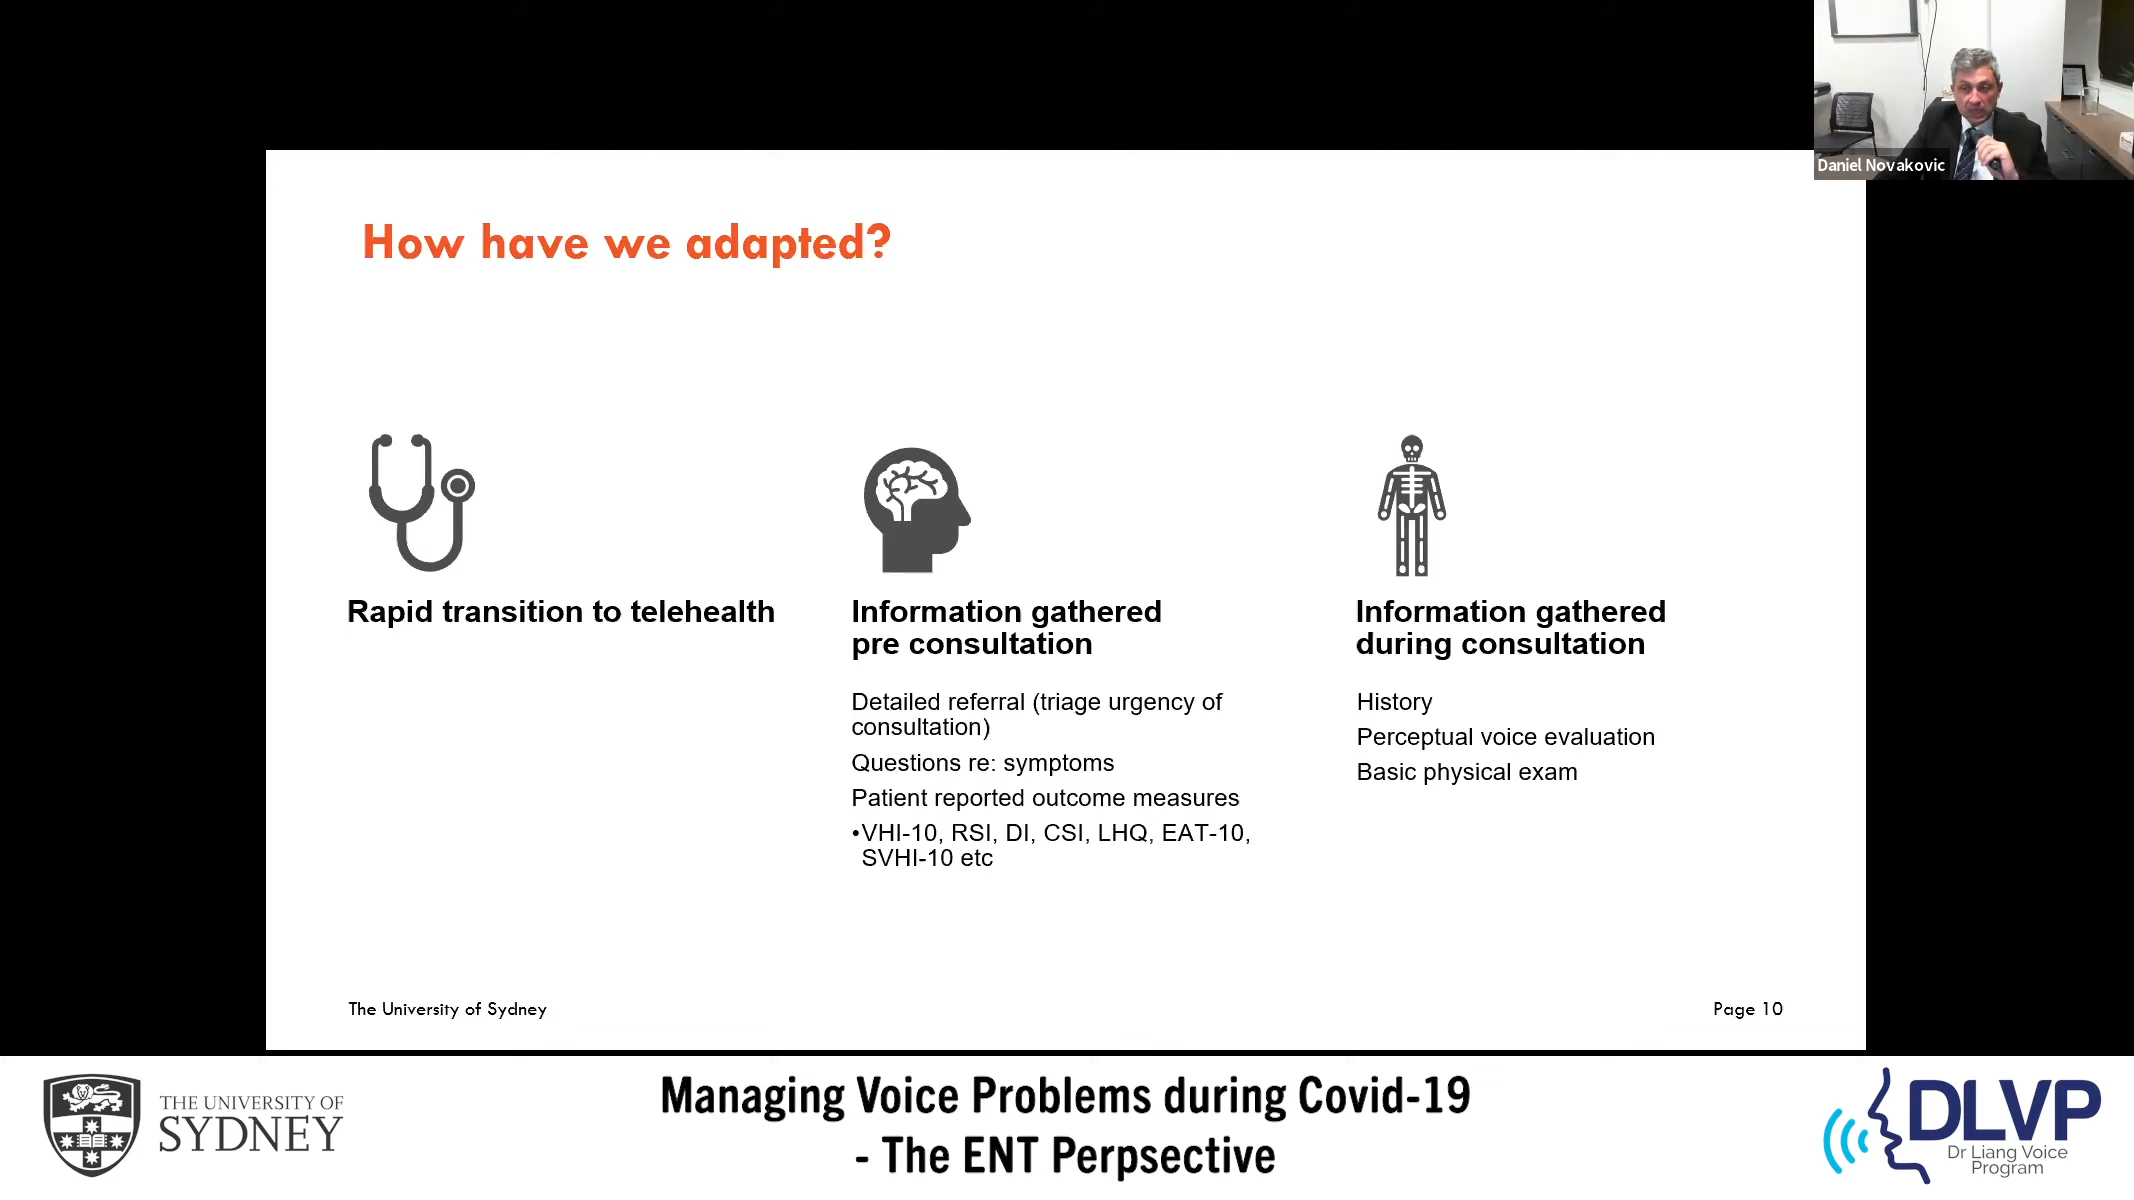 Daniel Novakovic
How have we adapted?
Rapid transition to telehealth
Information gathered
pre consultation
Detailed referral (triage urgency of
consultation)
Questions re: symptoms
Patient reported outcome measures
•VHI-10, RSI, DI, CSI, LHQ, EAT-10,
SVHI-10 etc
Information gathered
during consultation
History
Perceptual voice evaluation
Basic physical exam
The University of Sydney
Page 10
THE UNIVERSITY OF
SYDNEY
Managing Voice Problems during Covid-19
- The ENT Perpsective
DLVP
Dr Liang Voice
Program